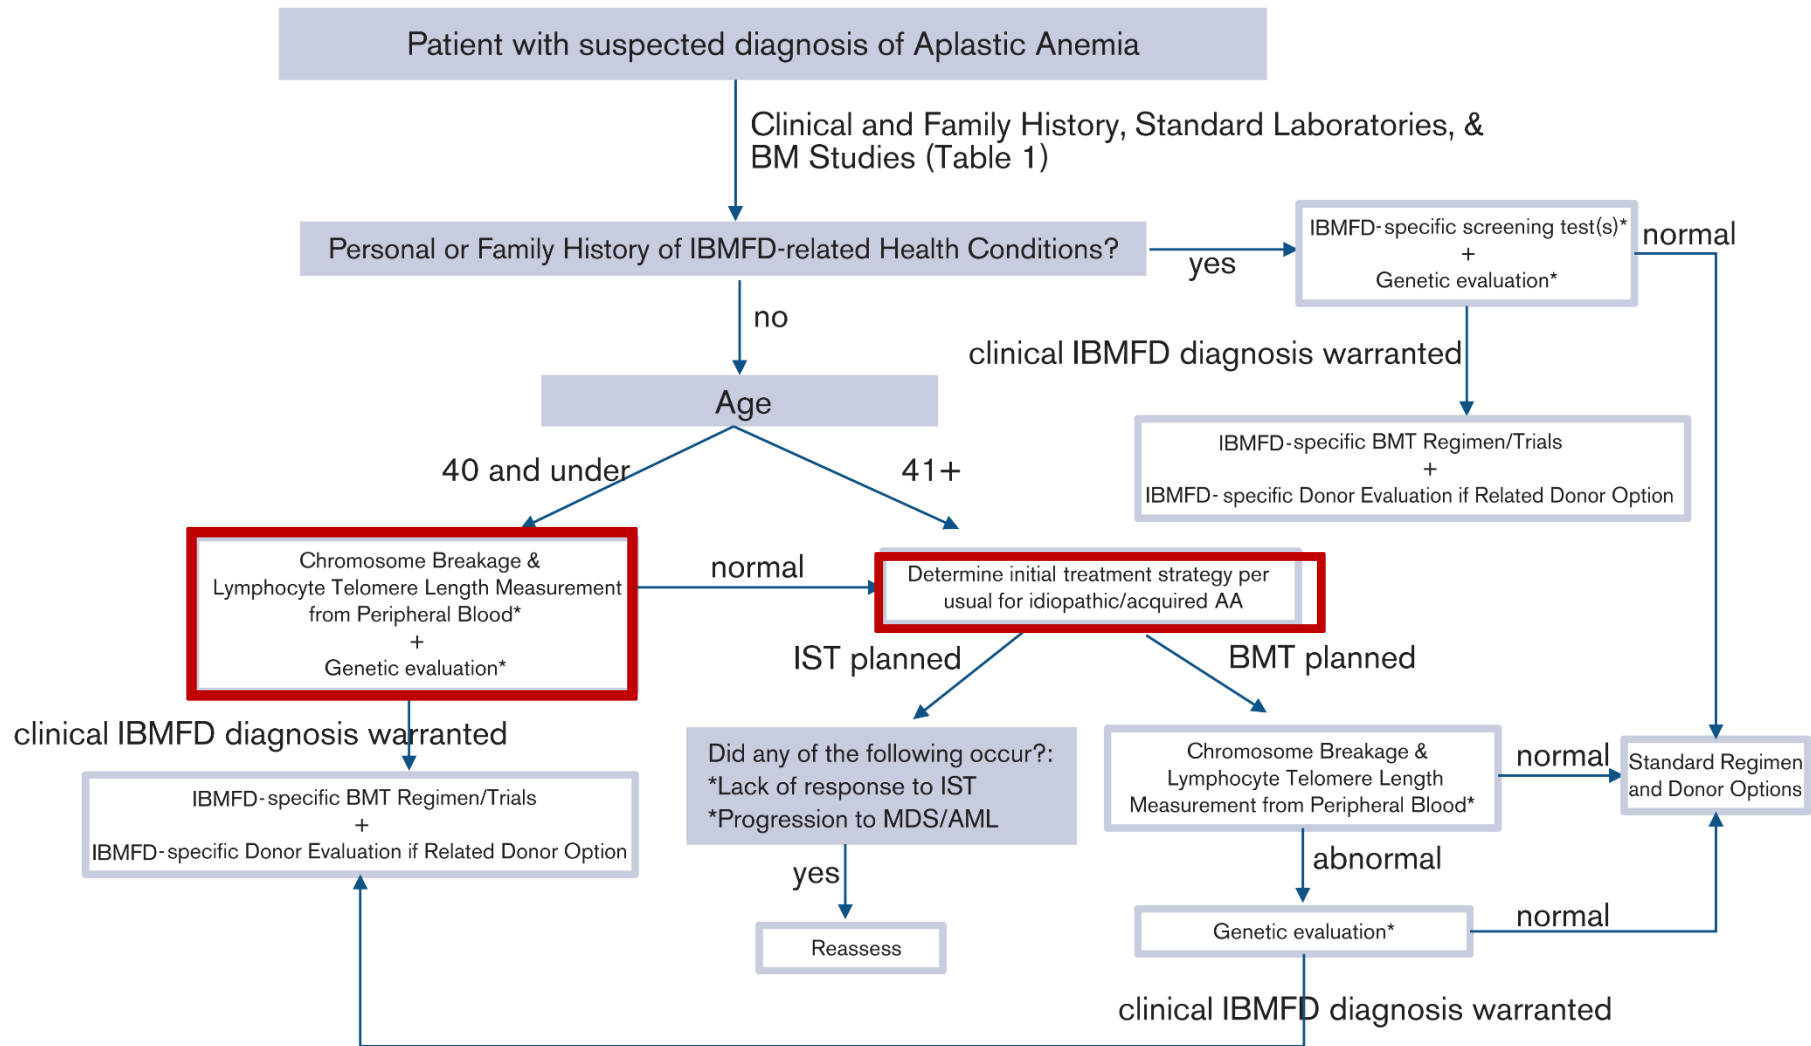 Patient with suspected diagnosis of Aplastic Anemia
Clinical and Family History, Standard Laboratories, &
BM Studies (Table 1)
Personal or Family History of IBMFD-related Health Conditions?
yes
IBMFD-specific screening test(s)*
+
Genetic evaluation*
normal
no
clinical IBMFD diagnosis warranted
Age
IBMFD-specific BMT Regimen/Trials
+
IBMFD- specific Donor Evaluation if Related Donor Option
40 and under
41+
Chromosome Breakage &
Lymphocyte Telomere Length Measurement
from Peripheral Blood*
+
Genetic evaluation*
normal
Determine initial treatment strategy per
usual for idiopathic/acquired AA
IST planned
BMT planned
clinical IBMFD diagnosis warranted
IBMFD-specific BMT Regimen/Trials
+
IBMFD-specific Donor Evaluation if Related Donor Option
Did any of the following occur?:
*Lack of response to IST
*Progression to MDS/AML
yes
Reassess
Chromosome Breakage &
Lymphocyte Telomere Length
Measurement from Peripheral Blood*
normal
Standard Regimen
and Donor Options
abnormal
Genetic evaluation*
normal
clinical IBMFD diagnosis warranted